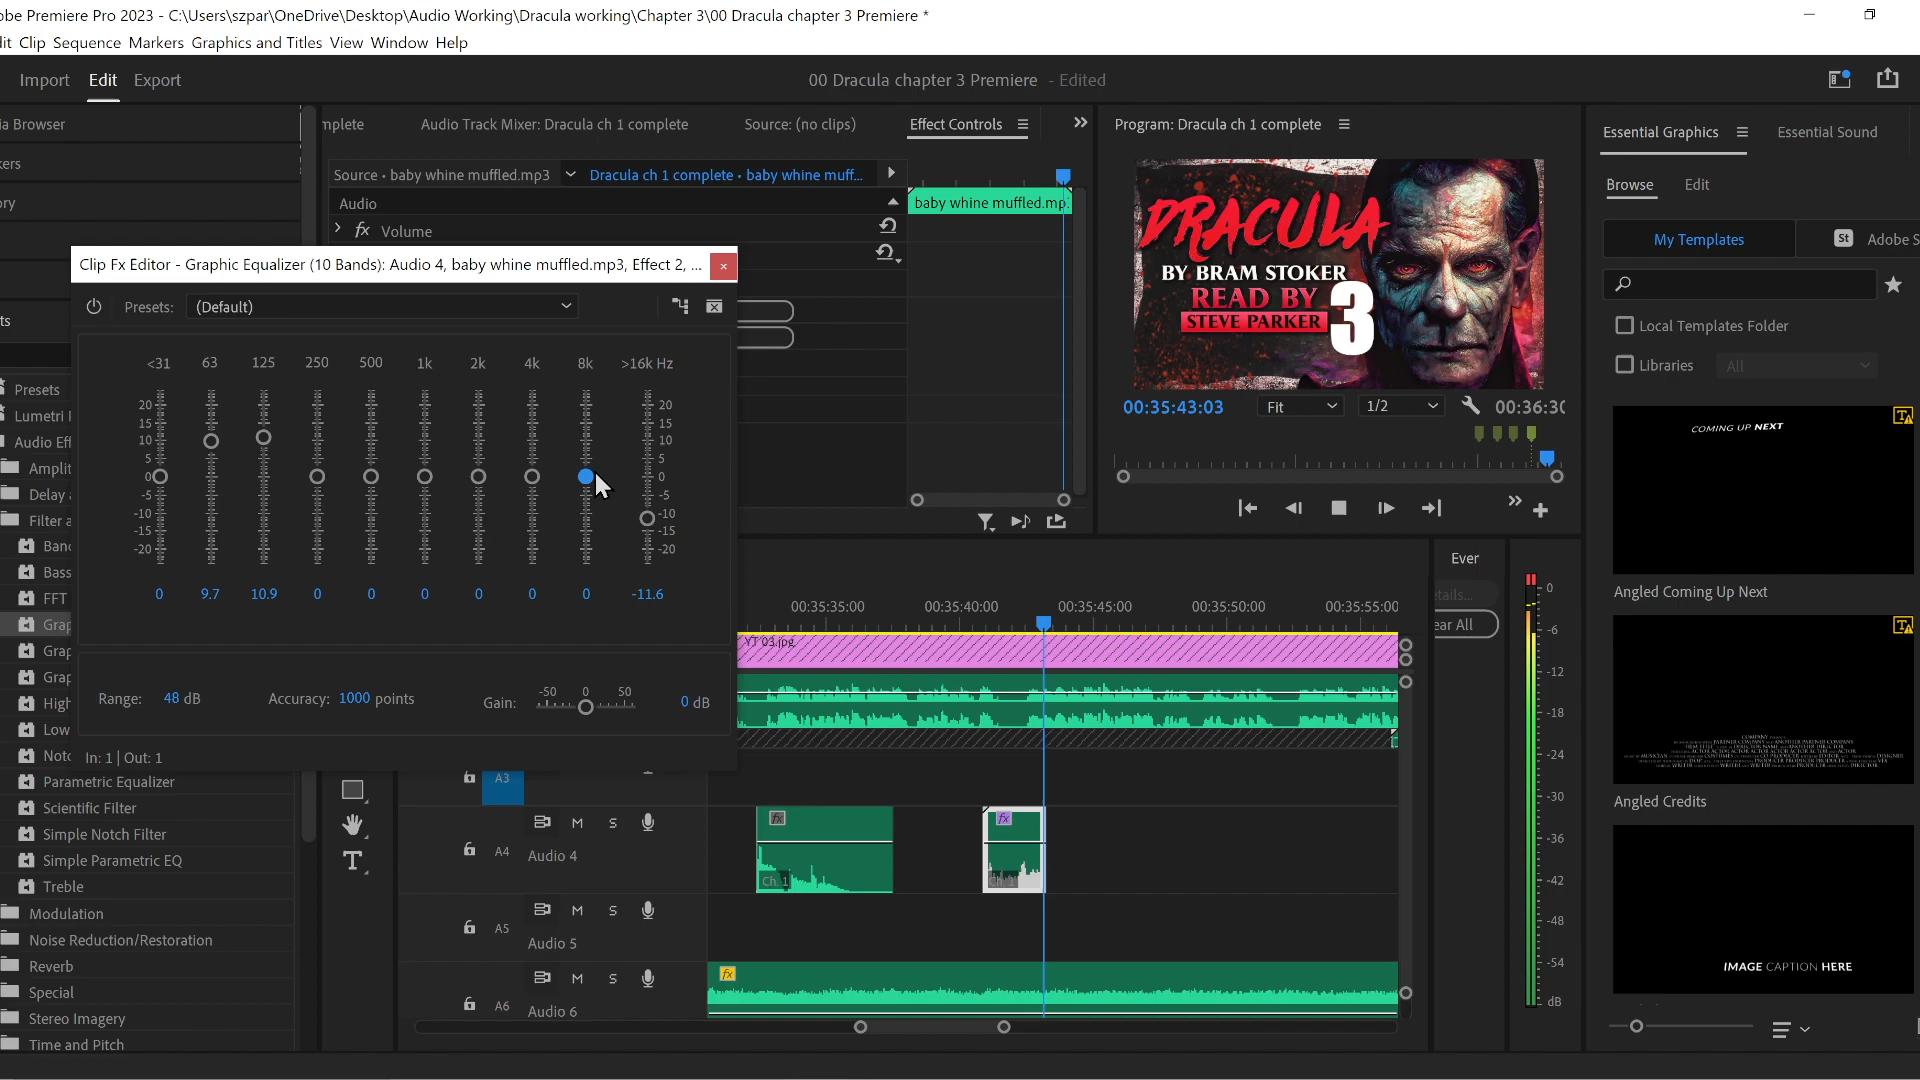 obe Premiere Pro 2023 - C:\Users\szpar\OneDrive\Desktop\Audio Working\Dracula working\Chapter 3\00 Dracula chapter 3 Premiere *
dit Clip Sequence Markers Graphics and Titles View Window Help
Import Edit Export
00 Dracula chapter 3 Premiere - Edited
ia Browser
kers
ory
ts
mplete
Audio Track Mixer: Dracula ch 1 complete
Source: (no clips)
Effect Controls
Source • baby whine muffled.mp3
Dracula ch 1 complete • baby whine muff...
Audio
fx Volume
baby whine muffled.mp
Program: Dracula ch 1 complete
DRACULA
BY BRAM STOKER
READ BY
STEVE PARKER
3
00:35:43:03
Fit
1/2
00:36:30
Essential Graphics
Essential Sound
Browse
Edit
My Templates
St Adobe S
Local Templates Folder
Libraries
All
COMING UP NEXT
Angled Coming Up Next
Angled Credits
IMAGE CAPTION HERE
Clip Fx Editor - Graphic Equalizer (10 Bands): Audio 4, baby whine muffled.mp3, Effect 2, ...
Presets: (Default)
<31 63 125 250 500 1k 2k 4k 8k >16k Hz
20 20
15 15
10 10
5 5
0 0
-5 -5
-10 -10
-15 -15
-20 -20
0 9.7 10.9 0 0 0 0 0 0 -11.6
Range: 48 dB
Accuracy: 1000 points
Gain:
-50 0 50
0 dB
In: 1 | Out: 1
Presets
Lumetri
Audio Eff
Amplit
Delay
Filter a
Banc
Bass
FFT
Grap
Grap
Grap
High
Low
Notc
Parametric Equalizer
Scientific Filter
Simple Notch Filter
Simple Parametric EQ
Treble
Modulation
Noise Reduction/Restoration
Reverb
Special
Stereo Imagery
Time and Pitch
00:35:35:00 00:35:40:00 00:35:45:00 00:35:50:00 00:35:55:00
YT 03.jpg
A3
A4
M S
Audio 4
fx
Ch. 1
fx
Ch. 1
A5
M S
Audio 5
A6
M S
Audio 6
fx
Ever
etails...
ear All
0
-6
-12
-18
-24
-30
-36
-42
-48
-54
dB